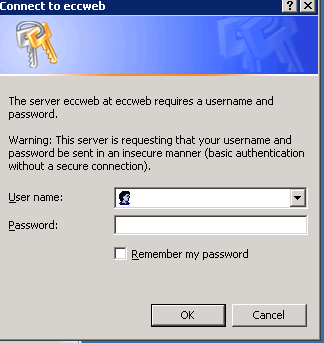 Connect to eccweb
The server eccweb at eccweb requires a username and
password.
Warning: This server is requesting that your username and
password be sent in an insecure manner (basic authentication
without a secure connection).
User name:
Password:
Remember my password
OK
Cancel